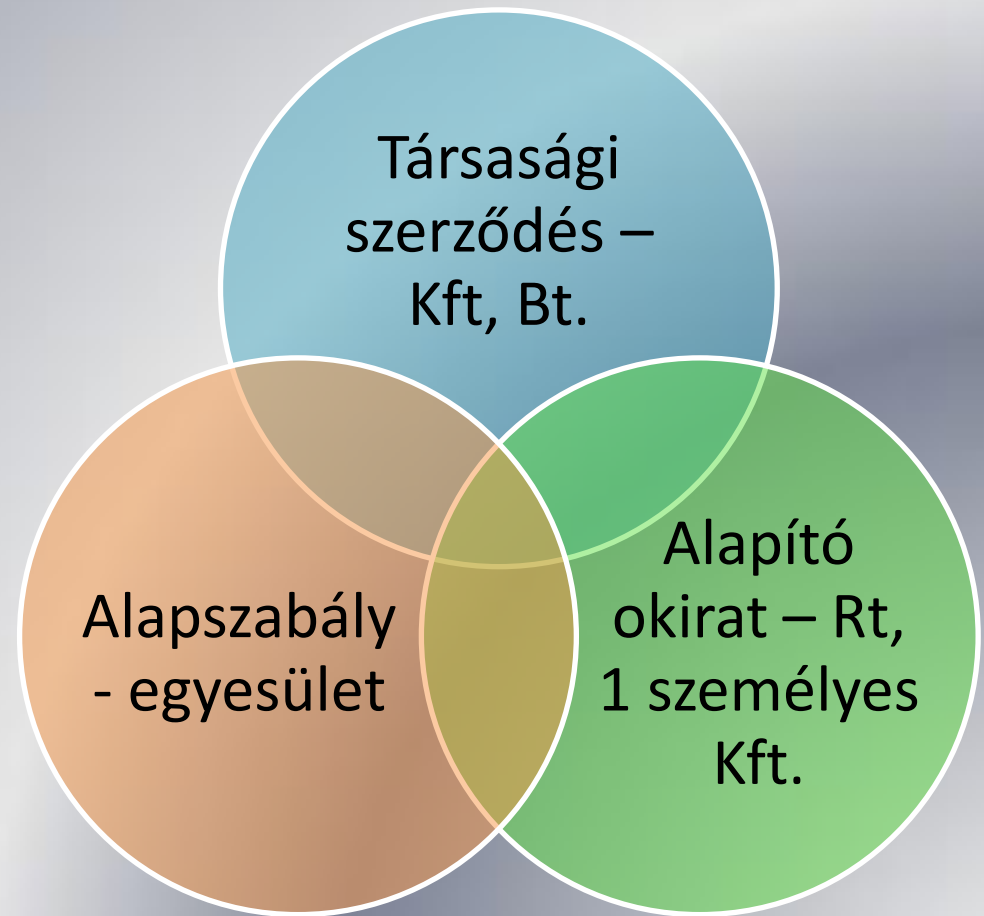 Társasági
szerződés –
Kft, Bt.
Alapszabály
- egyesület
Alapító
okirat – Rt,
1 személyes
Kft.